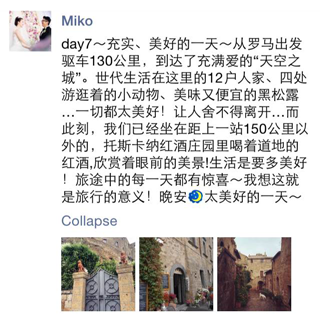 Miko
day7～充实、美好的一天～从罗马出发
驱车130公里，到达了充满爱的“天空之
城”。世代生活在这里的12户人家、四处
游逛着的小动物、美味又便宜的黑松露
…一切都太美好！让人舍不得离开…而
此刻，我们已经坐在距上一站150公里以
外的，托斯卡纳红酒庄园里喝着道地的
红酒,欣赏着眼前的美景!生活是要多美好
！旅途中的每一天都有惊喜～我想这就
是旅行的意义！晚安🌏太美好的一天～
Collapse